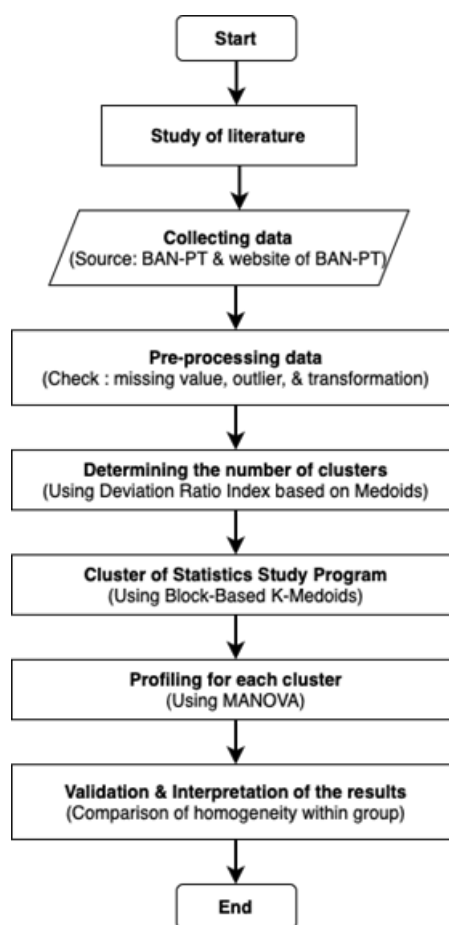 Start
Study of literature
Collecting data
(Source: BAN-PT & website of BAN-PT)
Pre-processing data
(Check : missing value, outlier, & transformation)
Determining the number of clusters
(Using Deviation Ratio Index based on Medoids)
Cluster of Statistics Study Program
(Using Block-Based K-Medoids)
Profiling for each cluster
(Using MANOVA)
Validation & Interpretation of the results
(Comparison of homogeneity within group)
End